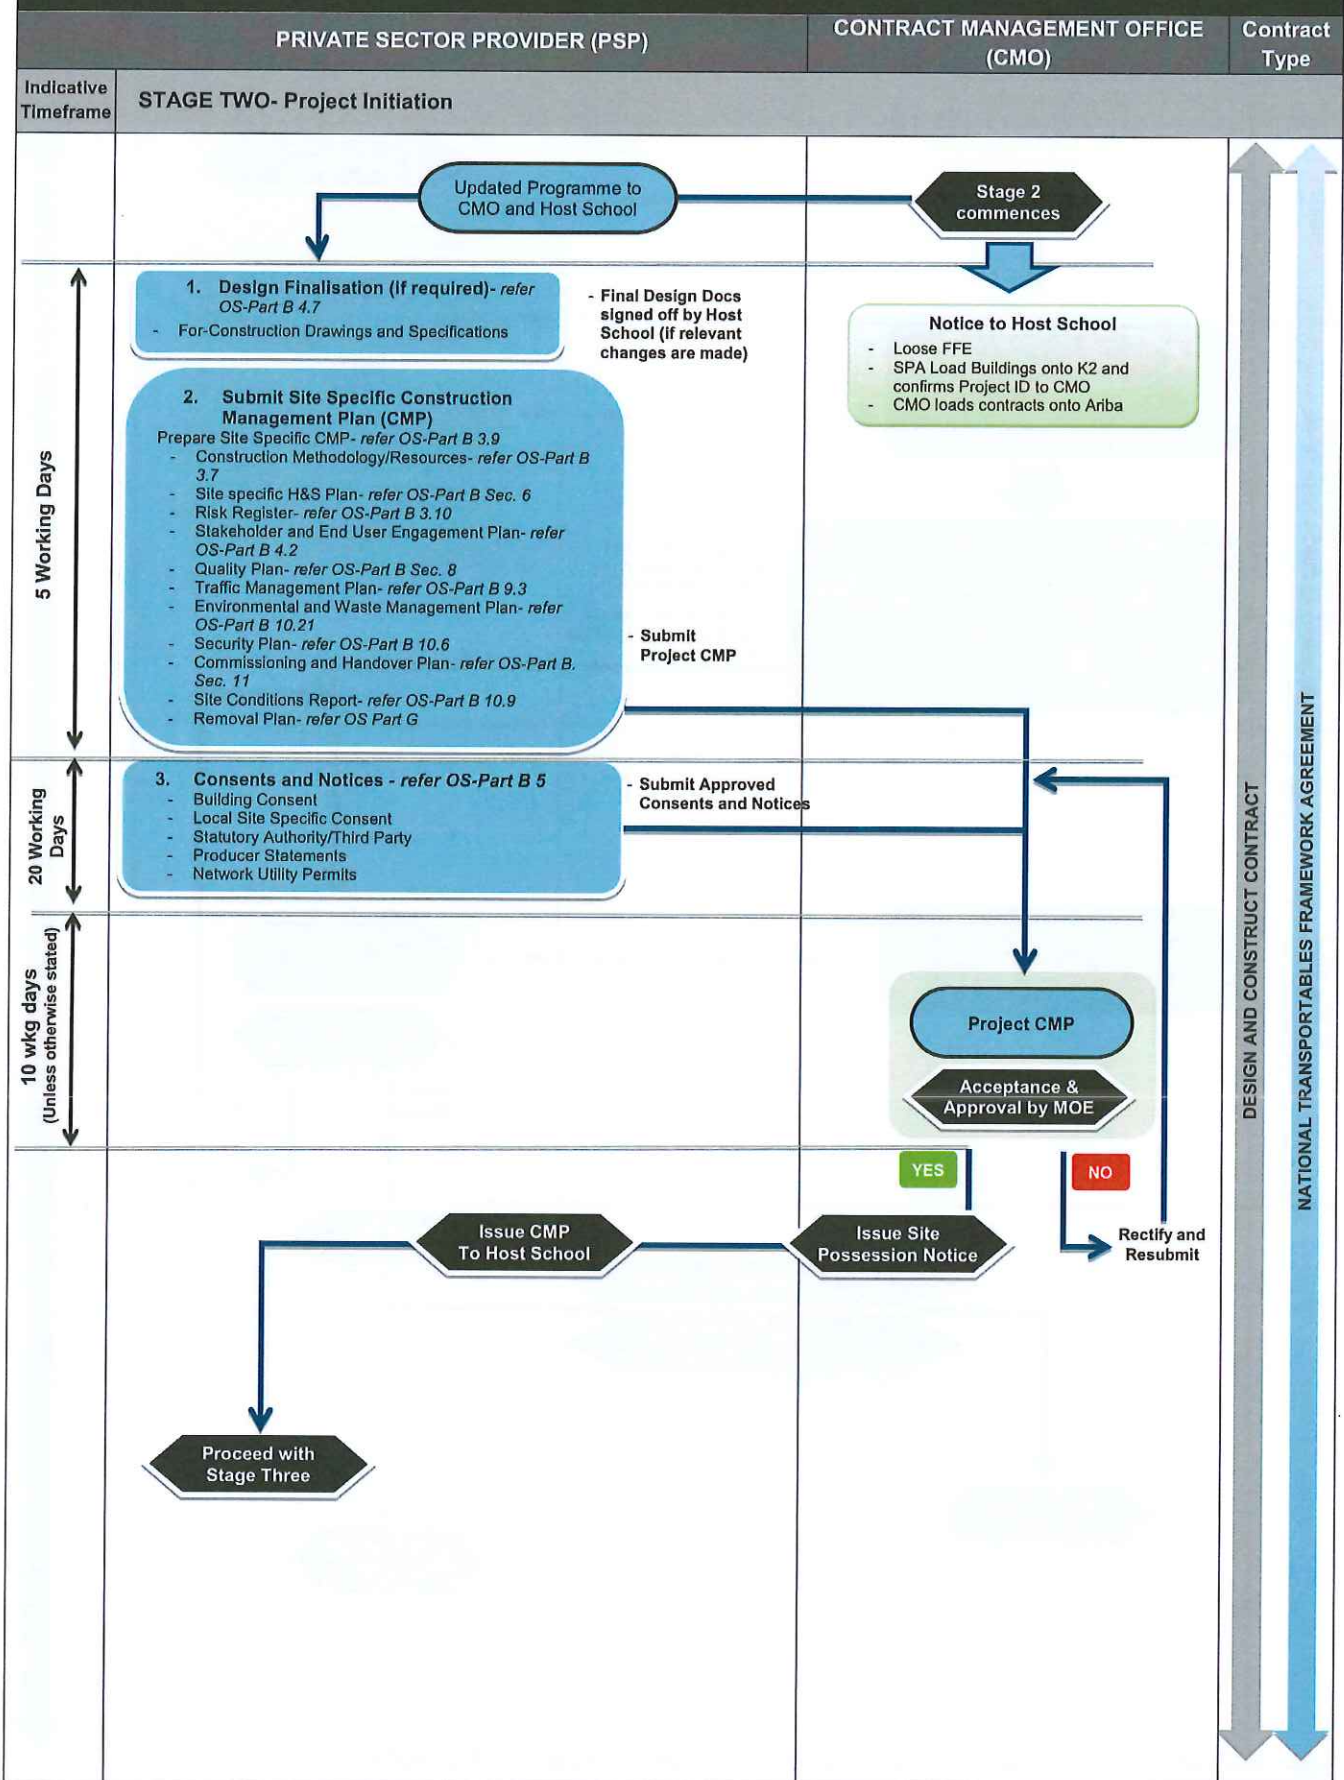 PRIVATE SECTOR PROVIDER (PSP)
CONTRACT MANAGEMENT OFFICE
(CMO)
Contract
Type
Indicative
Timeframe
STAGE TWO- Project Initiation
Updated Programme to
CMO and Host School
Stage 2
commences
5 Working Days
1. Design Finalisation (if required)- refer
OS-Part B 4.7
- For-Construction Drawings and Specifications
- Final Design Docs
signed off by Host
School (if relevant
changes are made)
Notice to Host School
- Loose FFE
- SPA Load Buildings onto K2 and
confirms Project ID to CMO
- CMO loads contracts onto Ariba
2. Submit Site Specific Construction
Management Plan (CMP)
Prepare Site Specific CMP- refer OS-Part B 3.9
- Construction Methodology/Resources- refer OS-Part B
3.7
- Site specific H&S Plan- refer OS-Part B Sec. 6
- Risk Register- refer OS-Part B 3.10
- Stakeholder and End User Engagement Plan- refer
OS-Part B 4.2
- Quality Plan- refer OS-Part B Sec. 8
- Traffic Management Plan- refer OS-Part B 9.3
- Environmental and Waste Management Plan- refer
OS-Part B 10.21
- Security Plan- refer OS-Part B 10.6
- Commissioning and Handover Plan- refer OS-Part B.
Sec. 11
- Site Conditions Report- refer OS-Part B 10.9
- Removal Plan- refer OS Part G
- Submit
Project CMP
20 Working
Days
3. Consents and Notices - refer OS-Part B 5
- Building Consent
- Local Site Specific Consent
- Statutory Authority/Third Party
- Producer Statements
- Network Utility Permits
- Submit Approved
Consents and Notices
10 wkg days
(Unless otherwise stated)
Project CMP
Acceptance &
Approval by MOE
YES
NO
Issue CMP
To Host School
Issue Site
Possession Notice
Rectify and
Resubmit
Proceed with
Stage Three
DESIGN AND CONSTRUCT CONTRACT
NATIONAL TRANSPORTABLES FRAMEWORK AGREEMENT